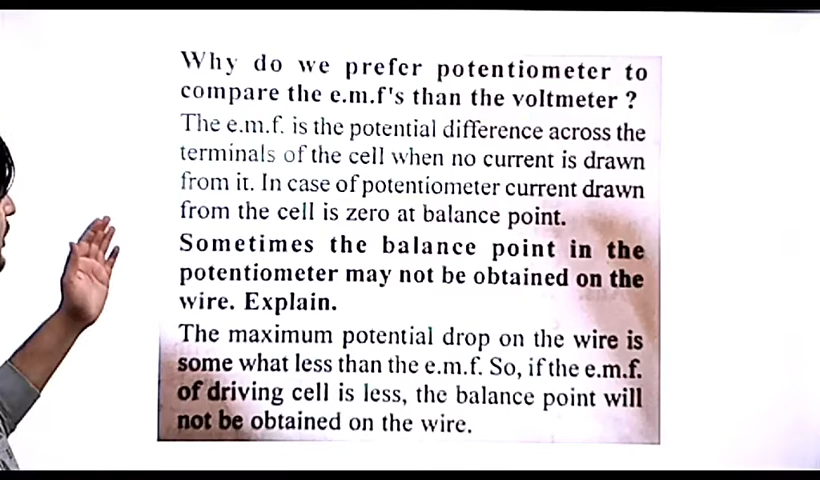 Why do we prefer potentiometer to
compare the e.m.f's than the voltmeter ?
The e.m.f. is the potential difference across the
terminals of the cell when no current is drawn
from it. In case of potentiometer current drawn
from the cell is zero at balance point.
Sometimes the balance point in the
potentiometer may not be obtained on the
wire. Explain.
The maximum potential drop on the wire is
some what less than the e.m.f. So, if the e.m.f.
of driving cell is less, the balance point will
not be obtained on the wire.